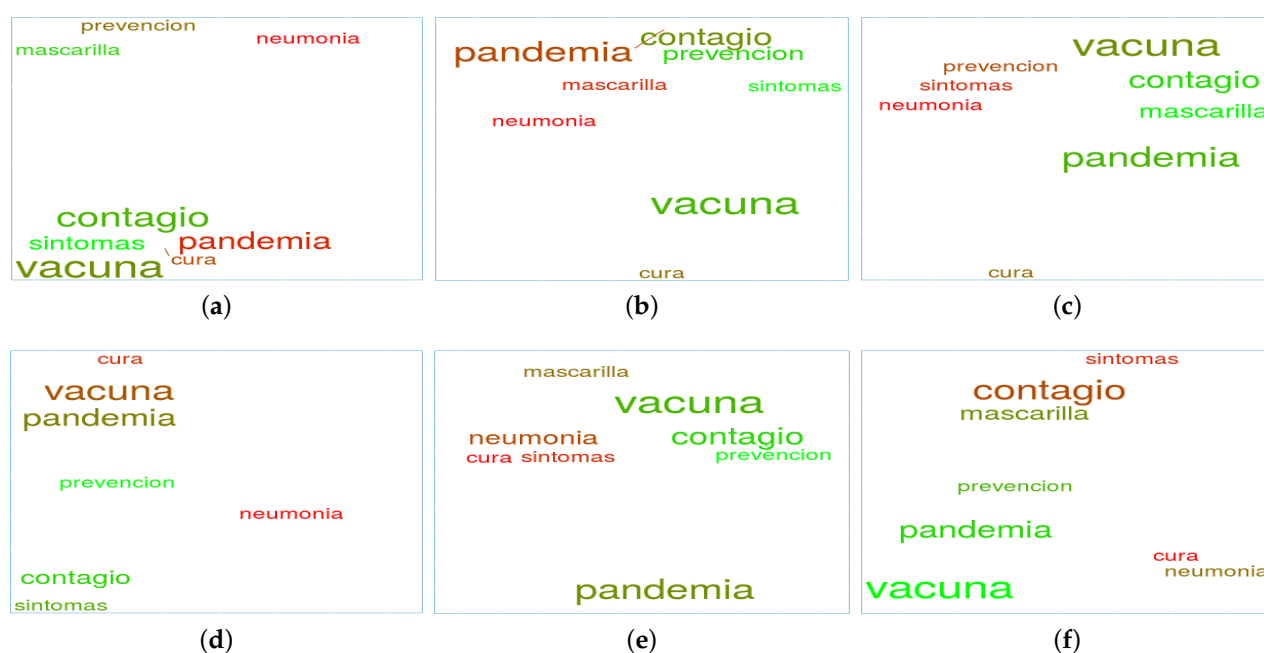 prevencion
neumonia
mascarilla
contagio
sintomas
pandemia
cura
vacuna
(a)
contagio
pandemia
prevencion
mascarilla
sintomas
neumonia
vacuna
cura
(b)
vacuna
prevencion
contagio
sintomas
neumonia
mascarilla
pandemia
cura
(c)
cura
vacuna
pandemia
prevencion
neumonia
contagio
sintomas
(d)
mascarilla
vacuna
neumonia
contagio
cura sintomas
prevencion
pandemia
(e)
sintomas
contagio
mascarilla
prevencion
pandemia
cura
neumonia
vacuna
(f)